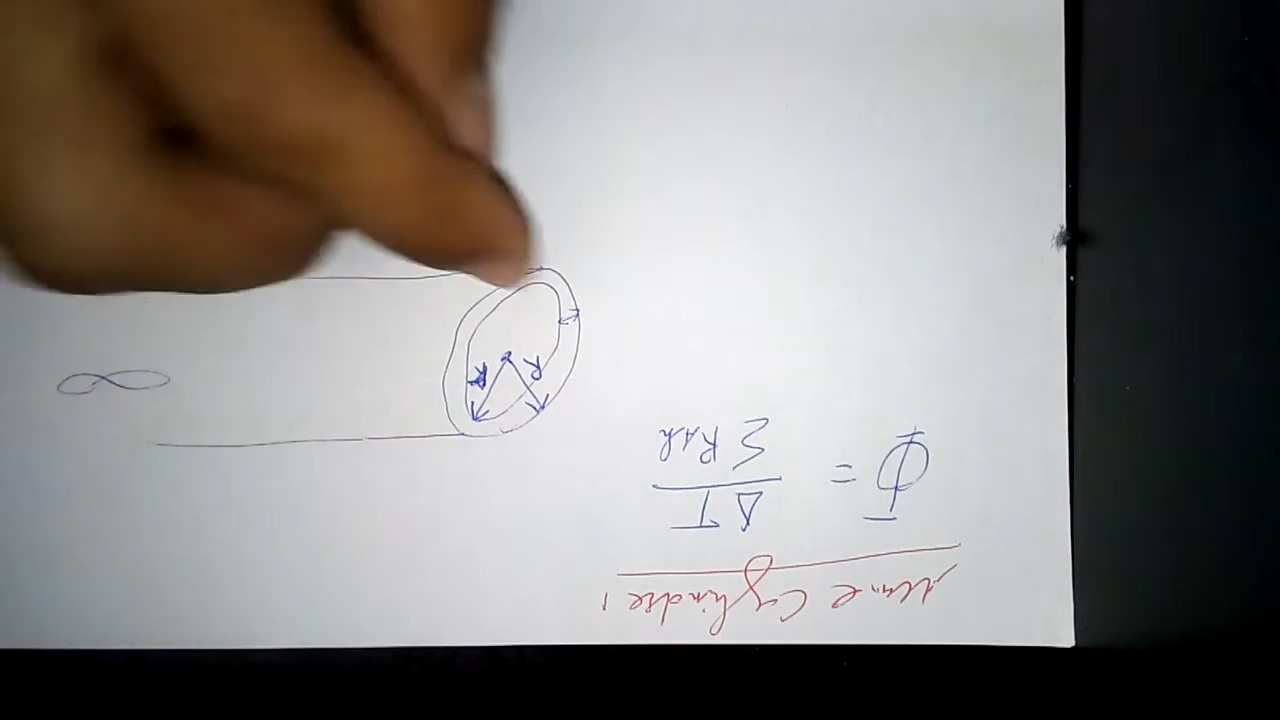 Cylindre :
Φ = ΔT
Σ Rth
R R
∞